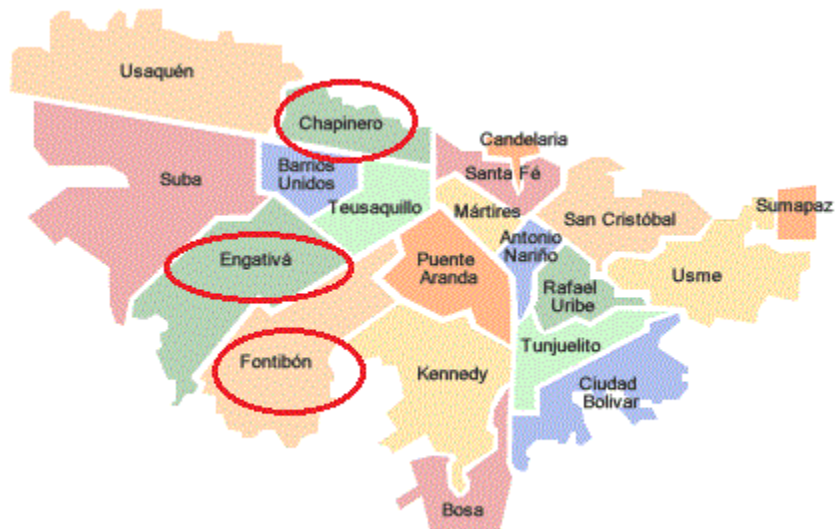 Usaquén
Chapinero
Candelaria
Suba
Barrios
Unidos
Santa Fé
Teusaquillo
Mártires
San Cristóbal
Sumapaz
Engativá
Puente
Aranda
Antonio
Nariño
Usme
Rafael
Uribe
Fontibón
Kennedy
Tunjuelito
Ciudad
Bolivar
Bosa